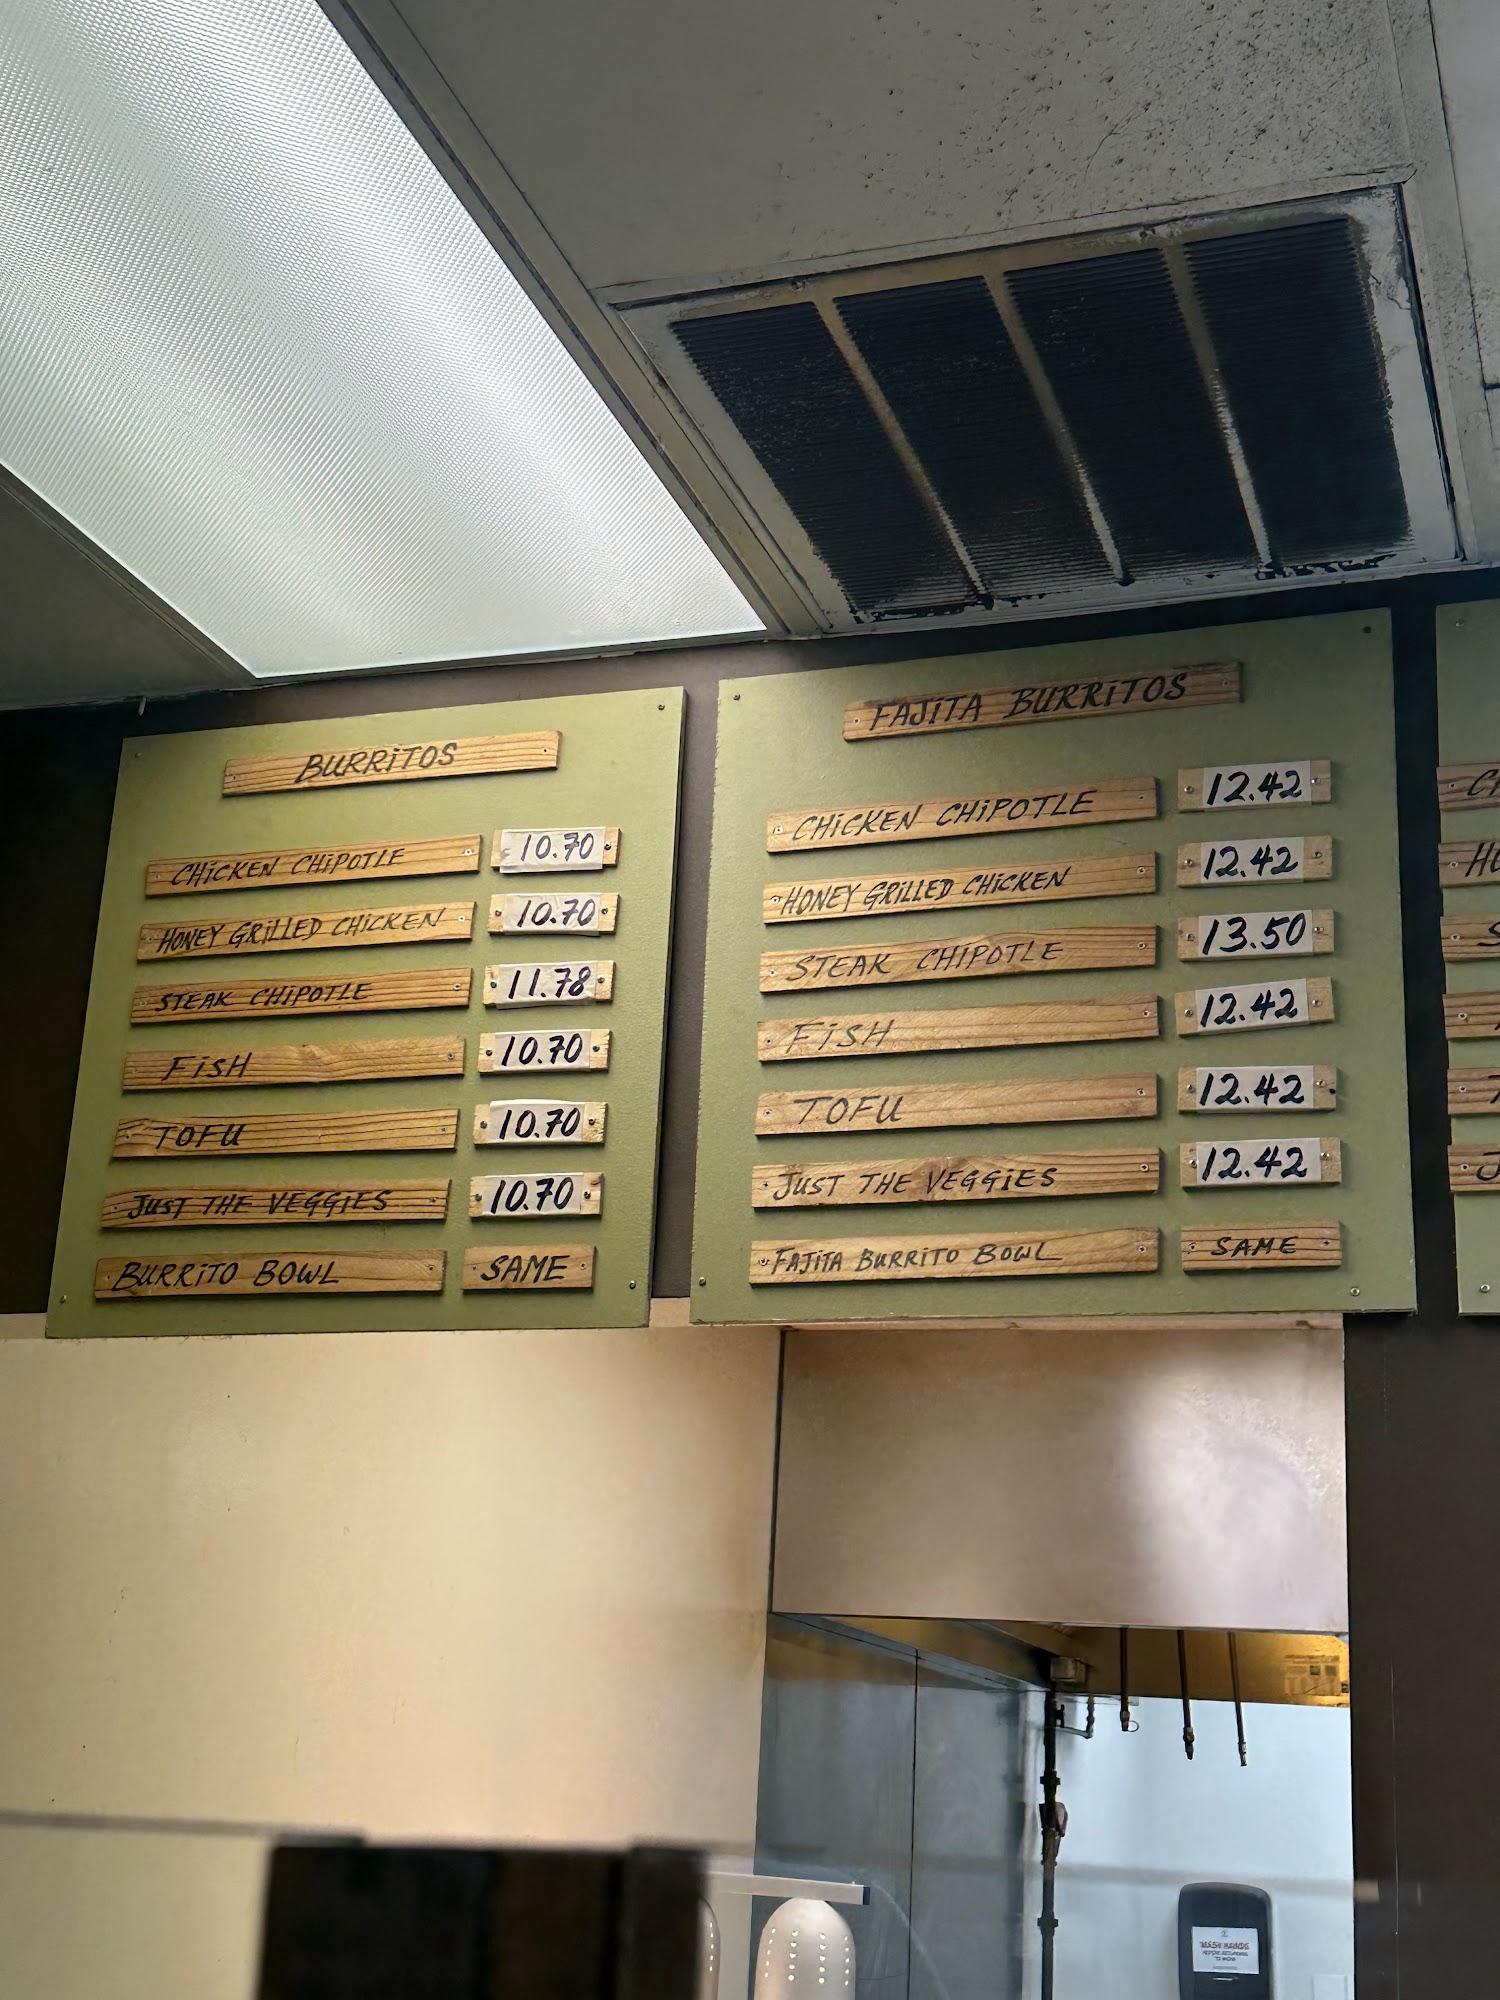 BURRiTOS
CHiCKEN CHiPOTLE 10.70
HONEY GRiLLED CHiCKEN 10.70
STEAK CHiPOTLE 11.78
FiSH 10.70
TOFU 10.70
JUST THE VEGGiES 10.70
BURRiTO BOWL SAME
FAJiTA BURRiTOS
CHiCKEN CHiPOTLE 12.42
HONEY GRiLLED CHiCKEN 12.42
STEAK CHiPOTLE 13.50
FiSH 12.42
TOFU 12.42
JUST THE VEGGiES 12.42
FAJiTA BURRiTO BOWL SAME
WASH HANDS